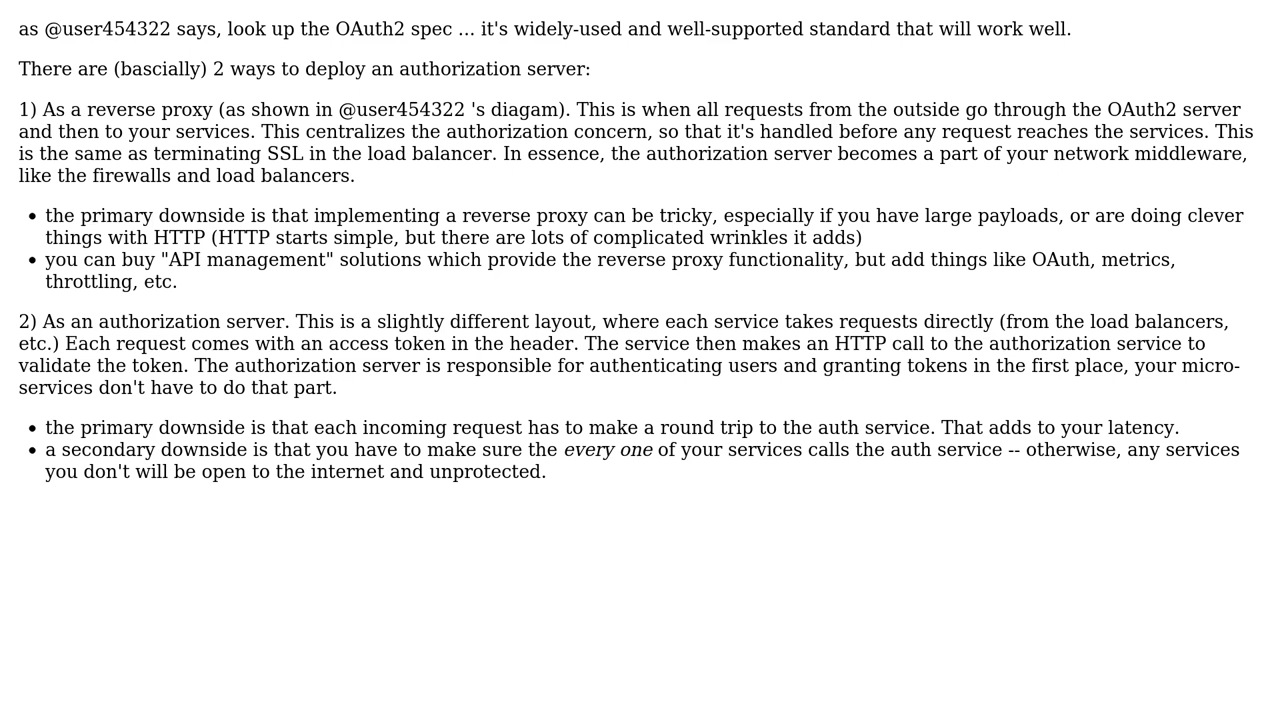 as @user454322 says, look up the OAuth2 spec ... it's widely-used and well-supported standard that will work well.
There are (bascially) 2 ways to deploy an authorization server:
1) As a reverse proxy (as shown in @user454322 's diagam). This is when all requests from the outside go through the OAuth2 server
and then to your services. This centralizes the authorization concern, so that it's handled before any request reaches the services. This
is the same as terminating SSL in the load balancer. In essence, the authorization server becomes a part of your network middleware,
like the firewalls and load balancers.
• the primary downside is that implementing a reverse proxy can be tricky, especially if you have large payloads, or are doing clever
things with HTTP (HTTP starts simple, but there are lots of complicated wrinkles it adds)
• you can buy "API management" solutions which provide the reverse proxy functionality, but add things like OAuth, metrics,
throttling, etc.
2) As an authorization server. This is a slightly different layout, where each service takes requests directly (from the load balancers,
etc.) Each request comes with an access token in the header. The service then makes an HTTP call to the authorization service to
validate the token. The authorization server is responsible for authenticating users and granting tokens in the first place, your micro-
services don't have to do that part.
• the primary downside is that each incoming request has to make a round trip to the auth service. That adds to your latency.
• a secondary downside is that you have to make sure the every one of your services calls the auth service -- otherwise, any services
you don't will be open to the internet and unprotected.